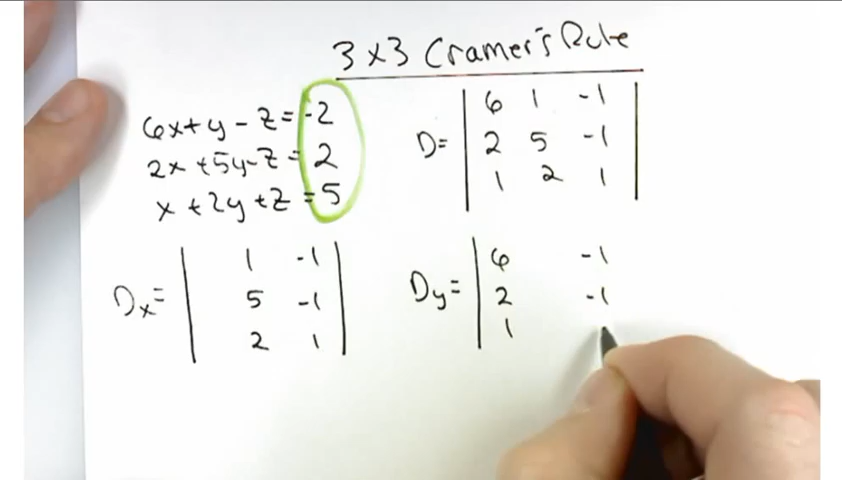 3x3 Cramer's Rule
6x+y-z=-2
2x+5y-z=2
x+2y+z=5
D= | 6 1 -1 |
| 2 5 -1 |
| 1 2 1 |
Dx= | 1 -1 |
| 5 -1 |
| 2 1 |
Dy= | 6 -1
| 2 -1
| 1